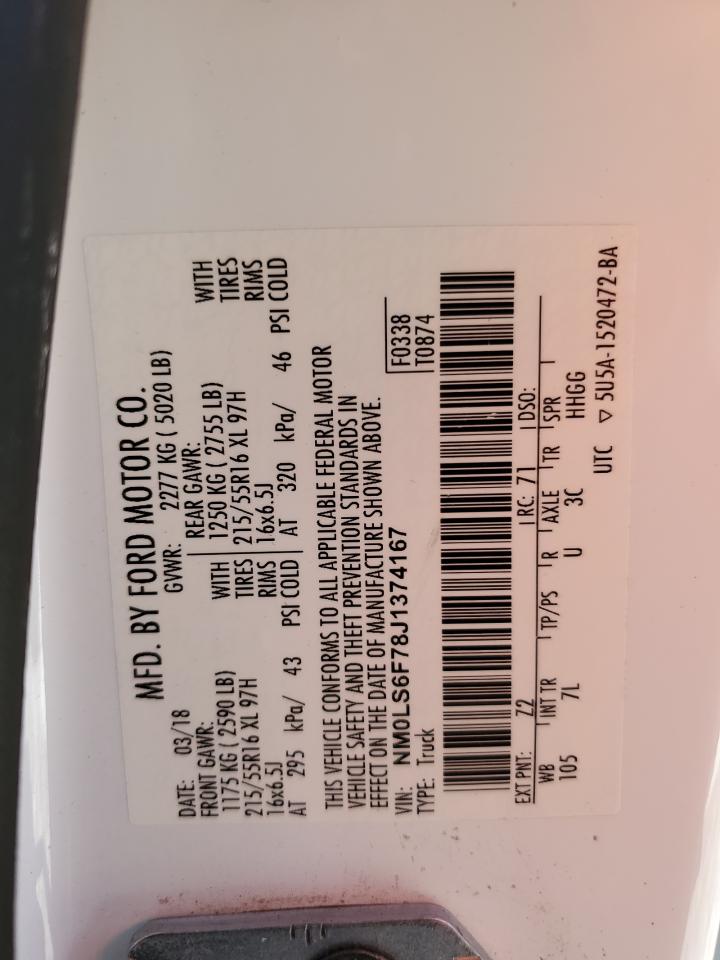 MFD. BY FORD MOTOR CO.
DATE: 03/18 GVWR: 2277 KG ( 5020 LB)
FRONT GAWR: REAR GAWR:
1175 KG ( 2590 LB) WITH 1250 KG ( 2755 LB) WITH
215/55R16 XL 97H TIRES 215/55R16 XL 97H TIRES
16x6.5J RIMS 16x6.5J RIMS
AT 295 kPa/ 43 PSI COLD AT 320 kPa/ 46 PSI COLD
THIS VEHICLE CONFORMS TO ALL APPLICABLE FEDERAL MOTOR
VEHICLE SAFETY AND THEFT PREVENTION STANDARDS IN
EFFECT ON THE DATE OF MANUFACTURE SHOWN ABOVE.
VIN: NM0LS6F78J1374167 F0338
TYPE: Truck T0874
EXT PNT: Z2 RC: 71 DSO:
WB INT TR TP/PS R AXLE TR SPR
105 7L U 3C HHGG
UTC ▽ 5U5A-1520472-BA